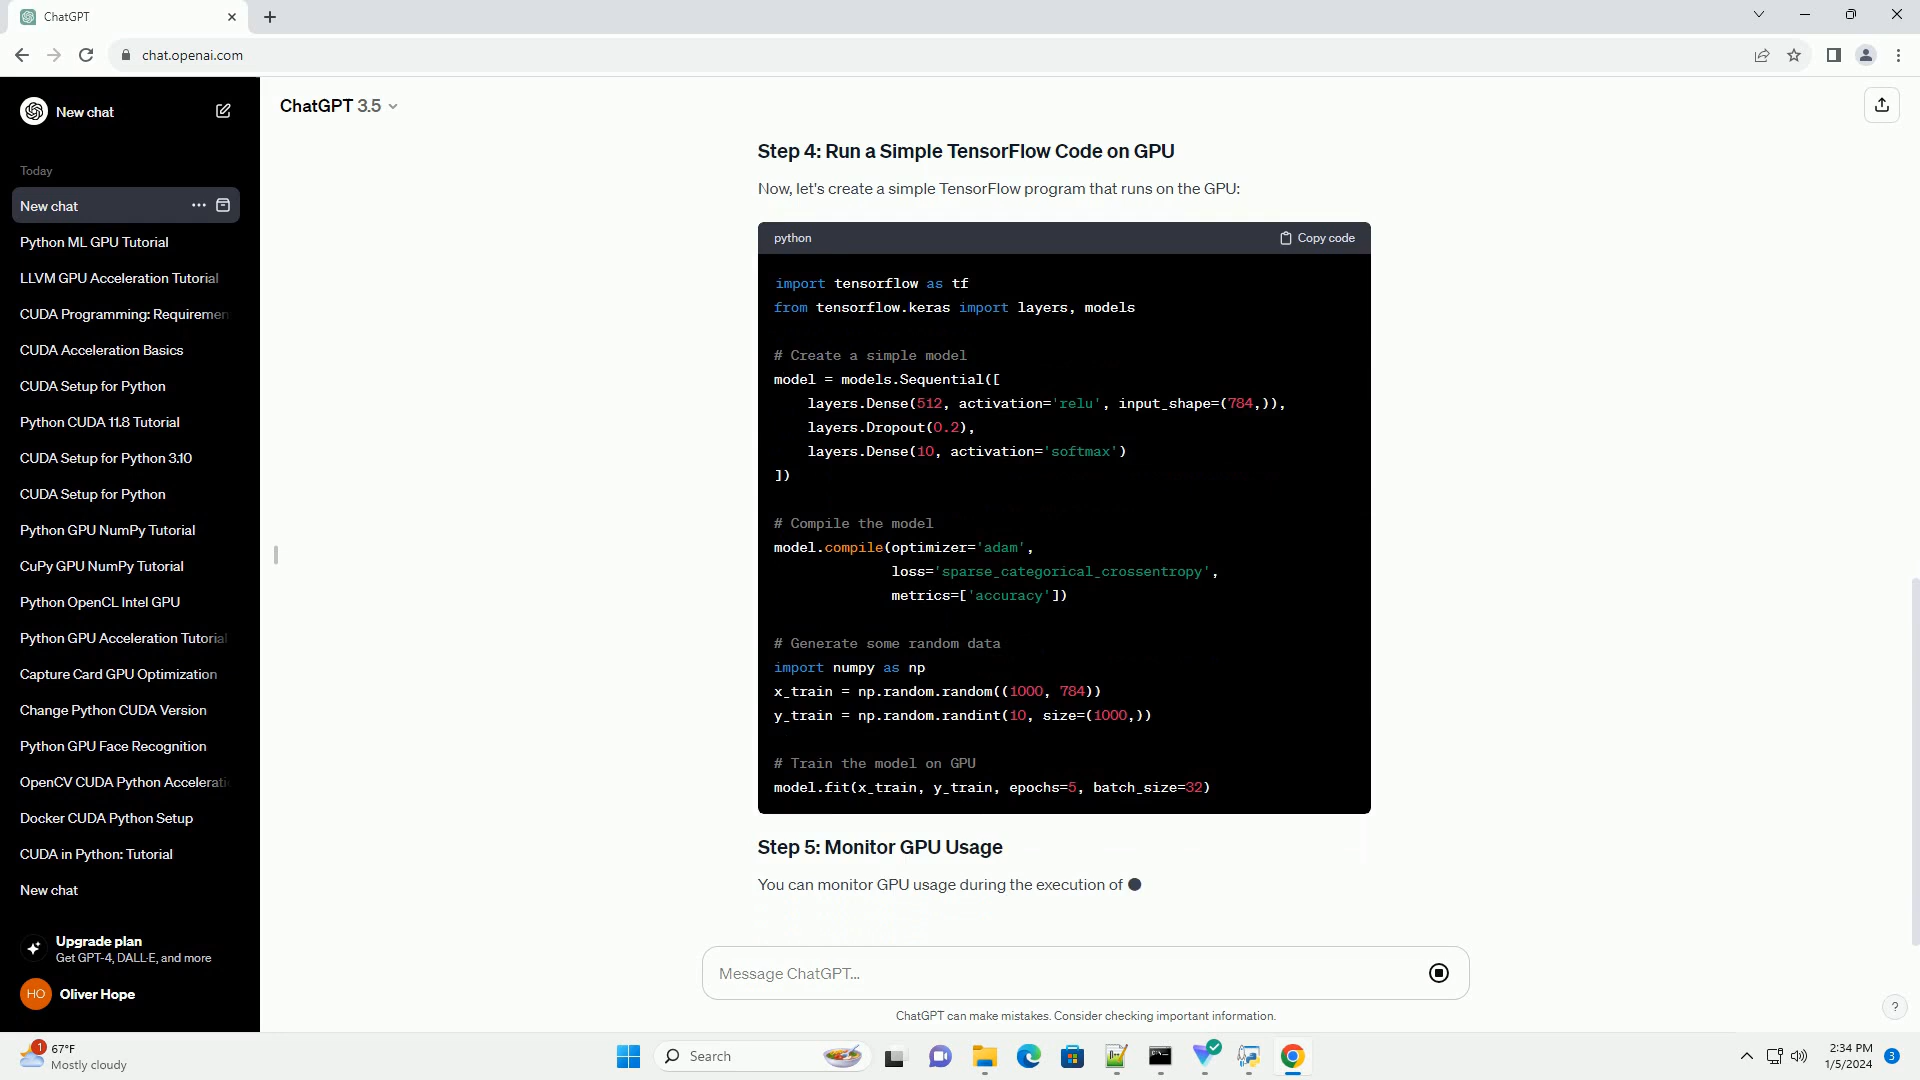 ChatGPT
chat.openai.com
New chat
Today
New chat
Python ML GPU Tutorial
LLVM GPU Acceleration Tutorial
CUDA Programming: Requiremen
CUDA Acceleration Basics
CUDA Setup for Python
Python CUDA 11.8 Tutorial
CUDA Setup for Python 3.10
CUDA Setup for Python
Python GPU NumPy Tutorial
CuPy GPU NumPy Tutorial
Python OpenCL Intel GPU
Python GPU Acceleration Tutorial
Capture Card GPU Optimization
Change Python CUDA Version
Python GPU Face Recognition
OpenCV CUDA Python Accelerati
Docker CUDA Python Setup
CUDA in Python: Tutorial
New chat
Upgrade plan
Get GPT-4, DALL·E, and more
HO Oliver Hope
ChatGPT 3.5
Step 4: Run a Simple TensorFlow Code on GPU
Now, let's create a simple TensorFlow program that runs on the GPU:
python Copy code
import tensorflow as tf
from tensorflow.keras import layers, models
# Create a simple model
model = models.Sequential([
    layers.Dense(512, activation='relu', input_shape=(784,)),
    layers.Dropout(0.2),
    layers.Dense(10, activation='softmax')
])
# Compile the model
model.compile(optimizer='adam',
              loss='sparse_categorical_crossentropy',
              metrics=['accuracy'])
# Generate some random data
import numpy as np
x_train = np.random.random((1000, 784))
y_train = np.random.randint(10, size=(1000,))
# Train the model on GPU
model.fit(x_train, y_train, epochs=5, batch_size=32)
Step 5: Monitor GPU Usage
You can monitor GPU usage during the execution of
Message ChatGPT...
ChatGPT can make mistakes. Consider checking important information.
?
1 67°F
Mostly cloudy
Search
2:34 PM
1/5/2024
3